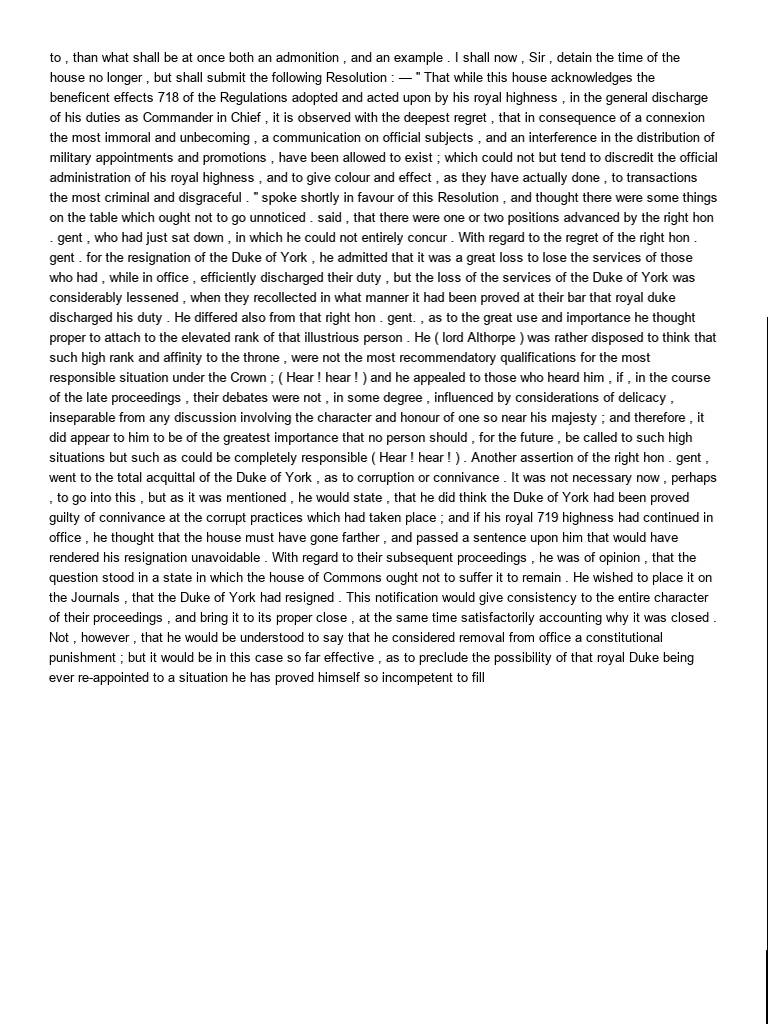 to , than what shall be at once both an admonition , and an example . I shall now , Sir , detain the time of the
house no longer , but shall submit the following Resolution : — " That while this house acknowledges the
beneficent effects 718 of the Regulations adopted and acted upon by his royal highness , in the general discharge
of his duties as Commander in Chief , it is observed with the deepest regret , that in consequence of a connexion
the most immoral and unbecoming , a communication on official subjects , and an interference in the distribution of
military appointments and promotions , have been allowed to exist ; which could not but tend to discredit the official
administration of his royal highness , and to give colour and effect , as they have actually done , to transactions
the most criminal and disgraceful . " spoke shortly in favour of this Resolution , and thought there were some things
on the table which ought not to go unnoticed . said , that there were one or two positions advanced by the right hon
. gent , who had just sat down , in which he could not entirely concur . With regard to the regret of the right hon .
gent . for the resignation of the Duke of York , he admitted that it was a great loss to lose the services of those
who had , while in office , efficiently discharged their duty , but the loss of the services of the Duke of York was
considerably lessened , when they recollected in what manner it had been proved at their bar that royal duke
discharged his duty . He differed also from that right hon . gent. , as to the great use and importance he thought
proper to attach to the elevated rank of that illustrious person . He ( lord Althorpe ) was rather disposed to think that
such high rank and affinity to the throne , were not the most recommendatory qualifications for the most
responsible situation under the Crown ; ( Hear ! hear ! ) and he appealed to those who heard him , if , in the course
of the late proceedings , their debates were not , in some degree , influenced by considerations of delicacy ,
inseparable from any discussion involving the character and honour of one so near his majesty ; and therefore , it
did appear to him to be of the greatest importance that no person should , for the future , be called to such high
situations but such as could be completely responsible ( Hear ! hear ! ) . Another assertion of the right hon . gent ,
went to the total acquittal of the Duke of York , as to corruption or connivance . It was not necessary now , perhaps
, to go into this , but as it was mentioned , he would state , that he did think the Duke of York had been proved
guilty of connivance at the corrupt practices which had taken place ; and if his royal 719 highness had continued in
office , he thought that the house must have gone farther , and passed a sentence upon him that would have
rendered his resignation unavoidable . With regard to their subsequent proceedings , he was of opinion , that the
question stood in a state in which the house of Commons ought not to suffer it to remain . He wished to place it on
the Journals , that the Duke of York had resigned . This notification would give consistency to the entire character
of their proceedings , and bring it to its proper close , at the same time satisfactorily accounting why it was closed .
Not , however , that he would be understood to say that he considered removal from office a constitutional
punishment ; but it would be in this case so far effective , as to preclude the possibility of that royal Duke being
ever re-appointed to a situation he has proved himself so incompetent to fill